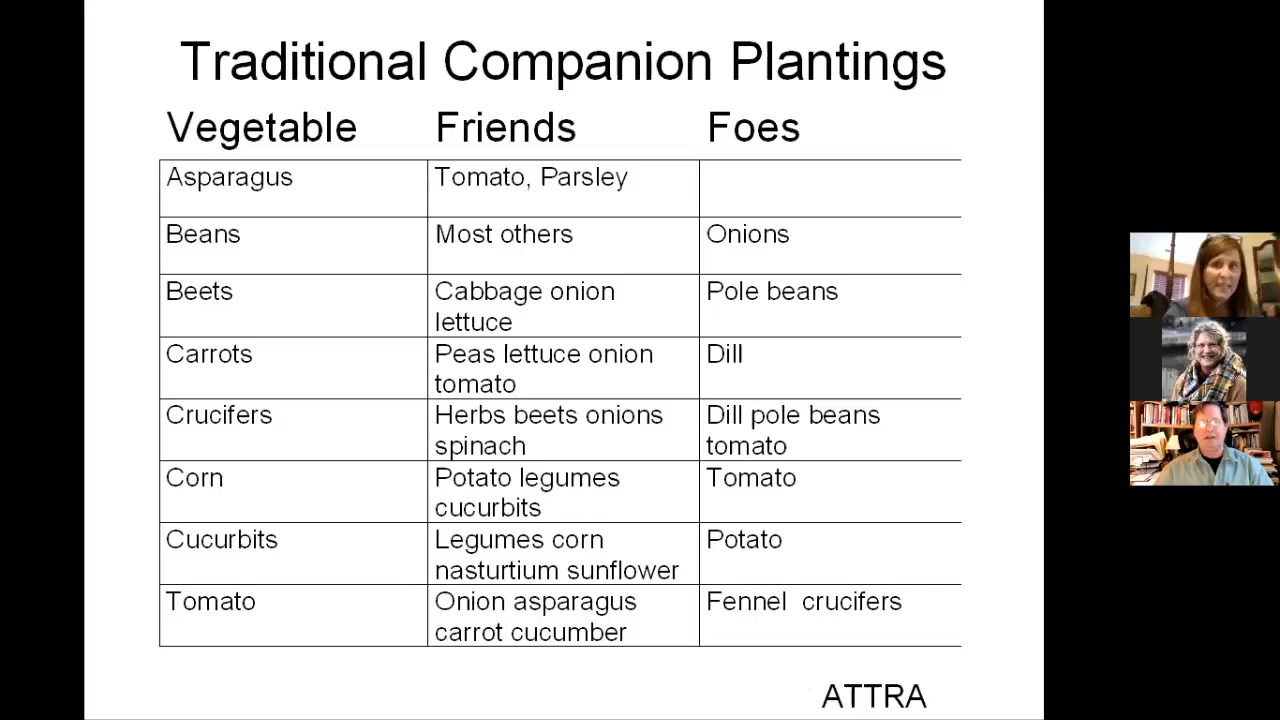 Traditional Companion Plantings
Vegetable Friends Foes
Asparagus Tomato, Parsley
Beans Most others Onions
Beets Cabbage onion Pole beans
lettuce
Carrots Peas lettuce onion Dill
tomato
Crucifers Herbs beets onions Dill pole beans
spinach tomato
Corn Potato legumes Tomato
cucurbits
Cucurbits Legumes corn Potato
nasturtium sunflower
Tomato Onion asparagus Fennel crucifers
carrot cucumber
ATTRA